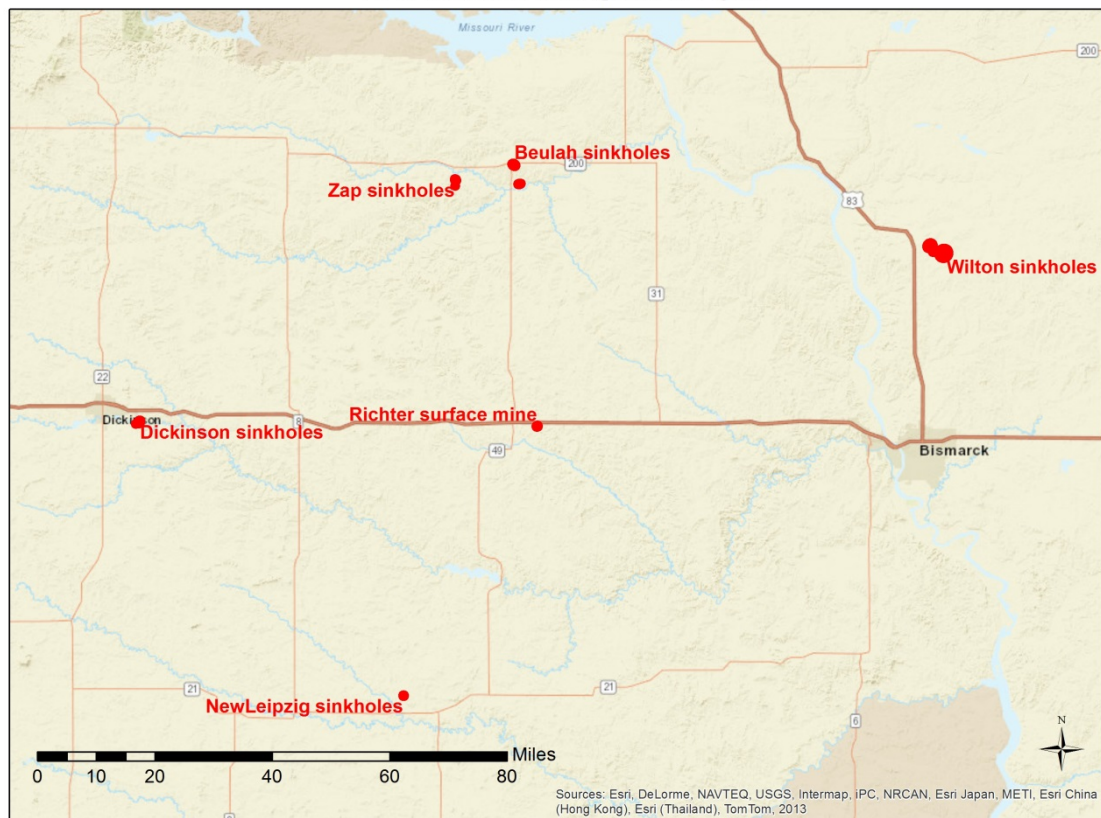 Missouri River
200
Beulah sinkholes
200
Zap sinkholes
83
Wilton sinkholes
31
22
Richter surface mine
Dickinson
8
Dickinson sinkholes
49
Bismarck
21
21
NewLeipzig sinkholes
6
N
Miles
0 10 20 40 60 80
Sources: Esri, DeLorme, NAVTEQ, USGS, Intermap, iPC, NRCAN, Esri Japan, METI, Esri China
(Hong Kong), Esri (Thailand), TomTom, 2013